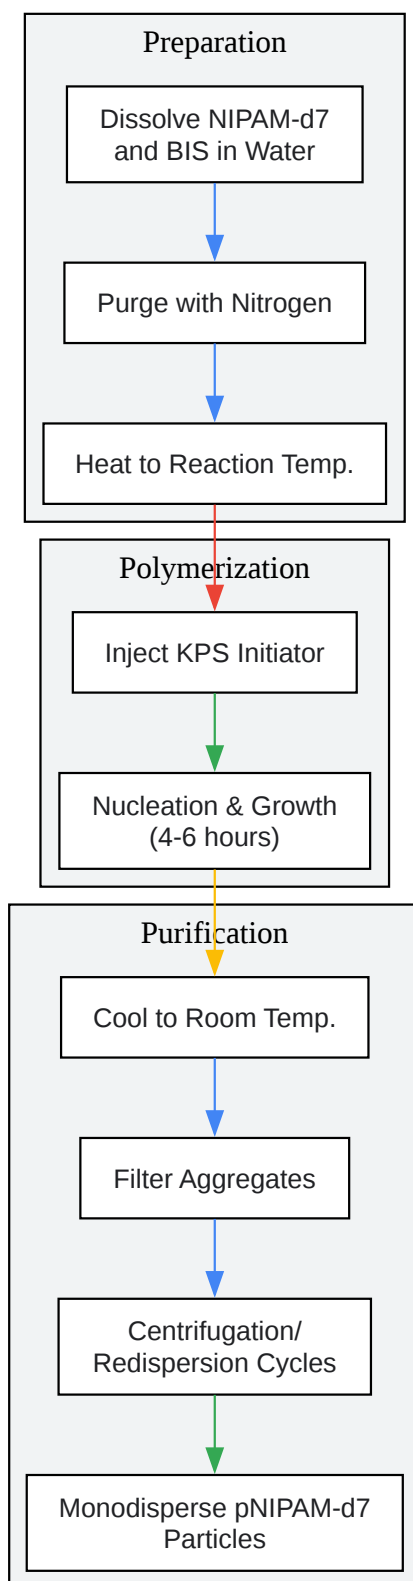 Preparation
Dissolve NIPAM-d7
and BIS in Water
Purge with Nitrogen
Heat to Reaction Temp.
Polymerization
Inject KPS Initiator
Nucleation & Growth
(4-6 hours)
Purification
Cool to Room Temp.
Filter Aggregates
Centrifugation/
Redispersion Cycles
Monodisperse pNIPAM-d7
Particles